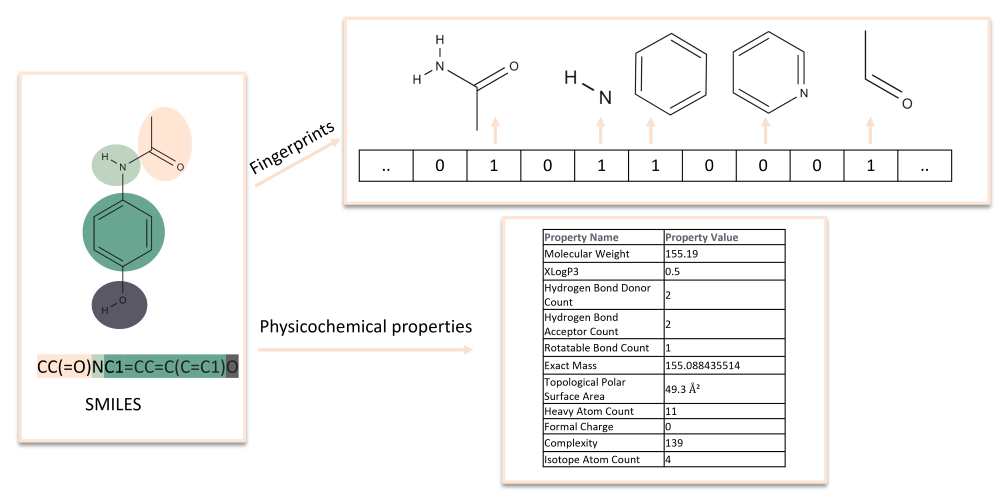 H
H
N
O
H
O
CC(=O)NC1=CC=C(C=C1)O
SMILES
Fingerprints
H
N
H
O
H
N
N
O
.. 0 1 0 1 1 0 0 0 1 ..
Physicochemical properties
Property Name Property Value
Molecular Weight 155.19
XLogP3 0.5
Hydrogen Bond Donor
Count 2
Hydrogen Bond
Acceptor Count 2
Rotatable Bond Count 1
Exact Mass 155.088435514
Topological Polar
Surface Area 49.3 Å²
Heavy Atom Count 11
Formal Charge 0
Complexity 139
Isotope Atom Count 4